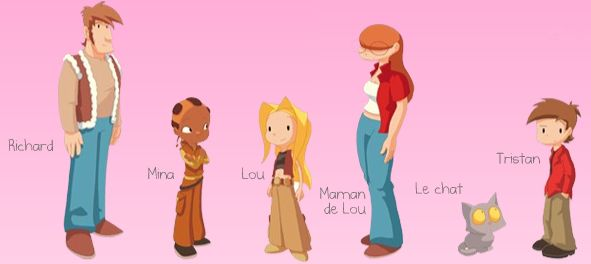 Richard
Mina
Lou
Maman
de Lou
Le chat
Tristan